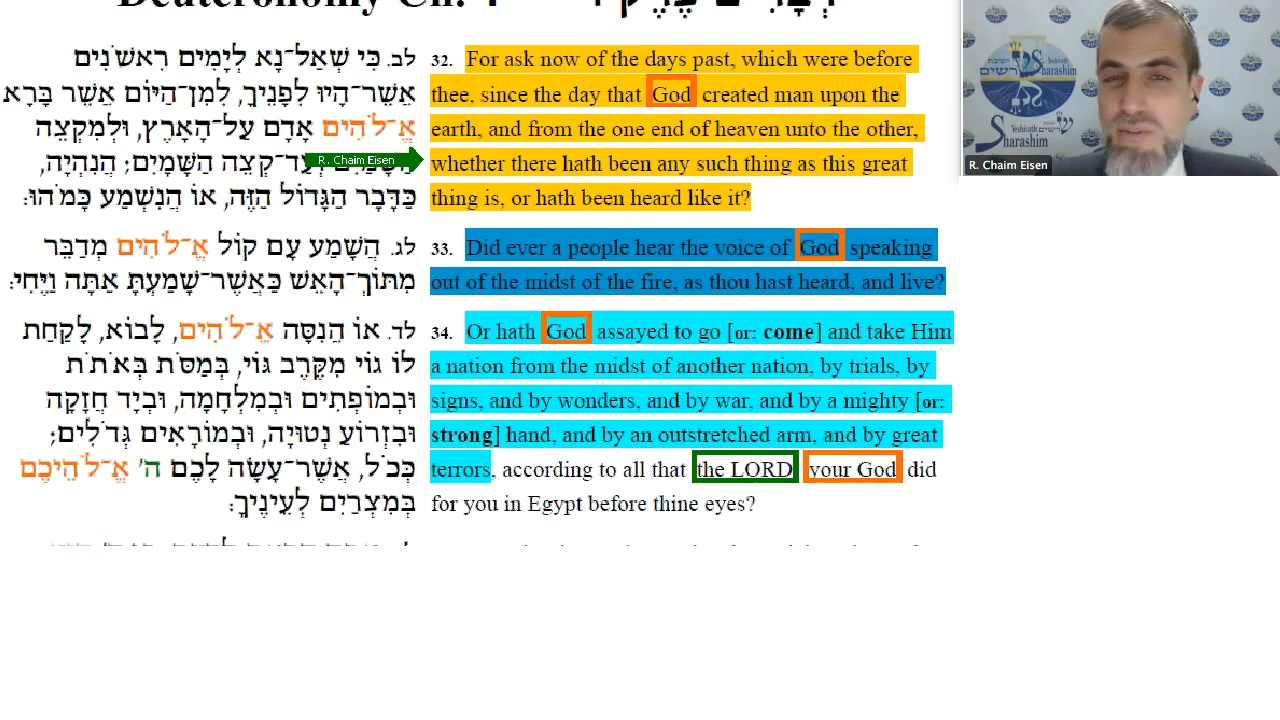 Deuteronomy Ch. ד
דְּבָרִים פֶּרֶק ד
לב. כִּי שְׁאַל־נָא לְיָמִים רִאשֹׁנִים
אֲשֶׁר־הָיוּ לְפָנֶיךָ, לְמִן־הַיּוֹם אֲשֶׁר בָּרָא
אֱ־לֹהִים אָדָם עַל־הָאָרֶץ, וּלְמִקְצֵה
הַשָּׁמַיִם וְעַד־קְצֵה הַשָּׁמָיִם; הֲנִהְיָה,
כַּדָּבָר הַגָּדוֹל הַזֶּה, אוֹ הֲנִשְׁמַע כָּמֹהוּ:
לג. הֲשָׁמַע עָם קוֹל אֱ־לֹהִים מְדַבֵּר
מִתּוֹךְ־הָאֵשׁ כַּאֲשֶׁר־שָׁמַעְתָּ אַתָּה וַיֶּחִי:
לד. אוֹ הֲנִסָּה אֱ־לֹהִים, לָבוֹא, לָקַחַת
לוֹ גוֹי מִקֶּרֶב גּוֹי, בְּמַסֹּת בְּאֹתֹת
וּבְמוֹפְתִים וּבְמִלְחָמָה, וּבְיָד חֲזָקָה
וּבִזְרוֹעַ נְטוּיָה, וּבְמוֹרָאִים גְּדֹלִים;
כְּכֹל, אֲשֶׁר־עָשָׂה לָכֶם ה' אֱ־לֹהֵיכֶם
בְּמִצְרַיִם לְעֵינֶיךָ:
32. For ask now of the days past, which were before
thee, since the day that God created man upon the
earth, and from the one end of heaven unto the other,
whether there hath been any such thing as this great
thing is, or hath been heard like it?
33. Did ever a people hear the voice of God speaking
out of the midst of the fire, as thou hast heard, and live?
34. Or hath God assayed to go [or: come] and take Him
a nation from the midst of another nation, by trials, by
signs, and by wonders, and by war, and by a mighty [or:
strong] hand, and by an outstretched arm, and by great
terrors, according to all that the LORD your God did
for you in Egypt before thine eyes?
R. Chaim Eisen
Yeshivath Sharashim
Yeshivath שרשים
Sharashim
R. Chaim Eisen